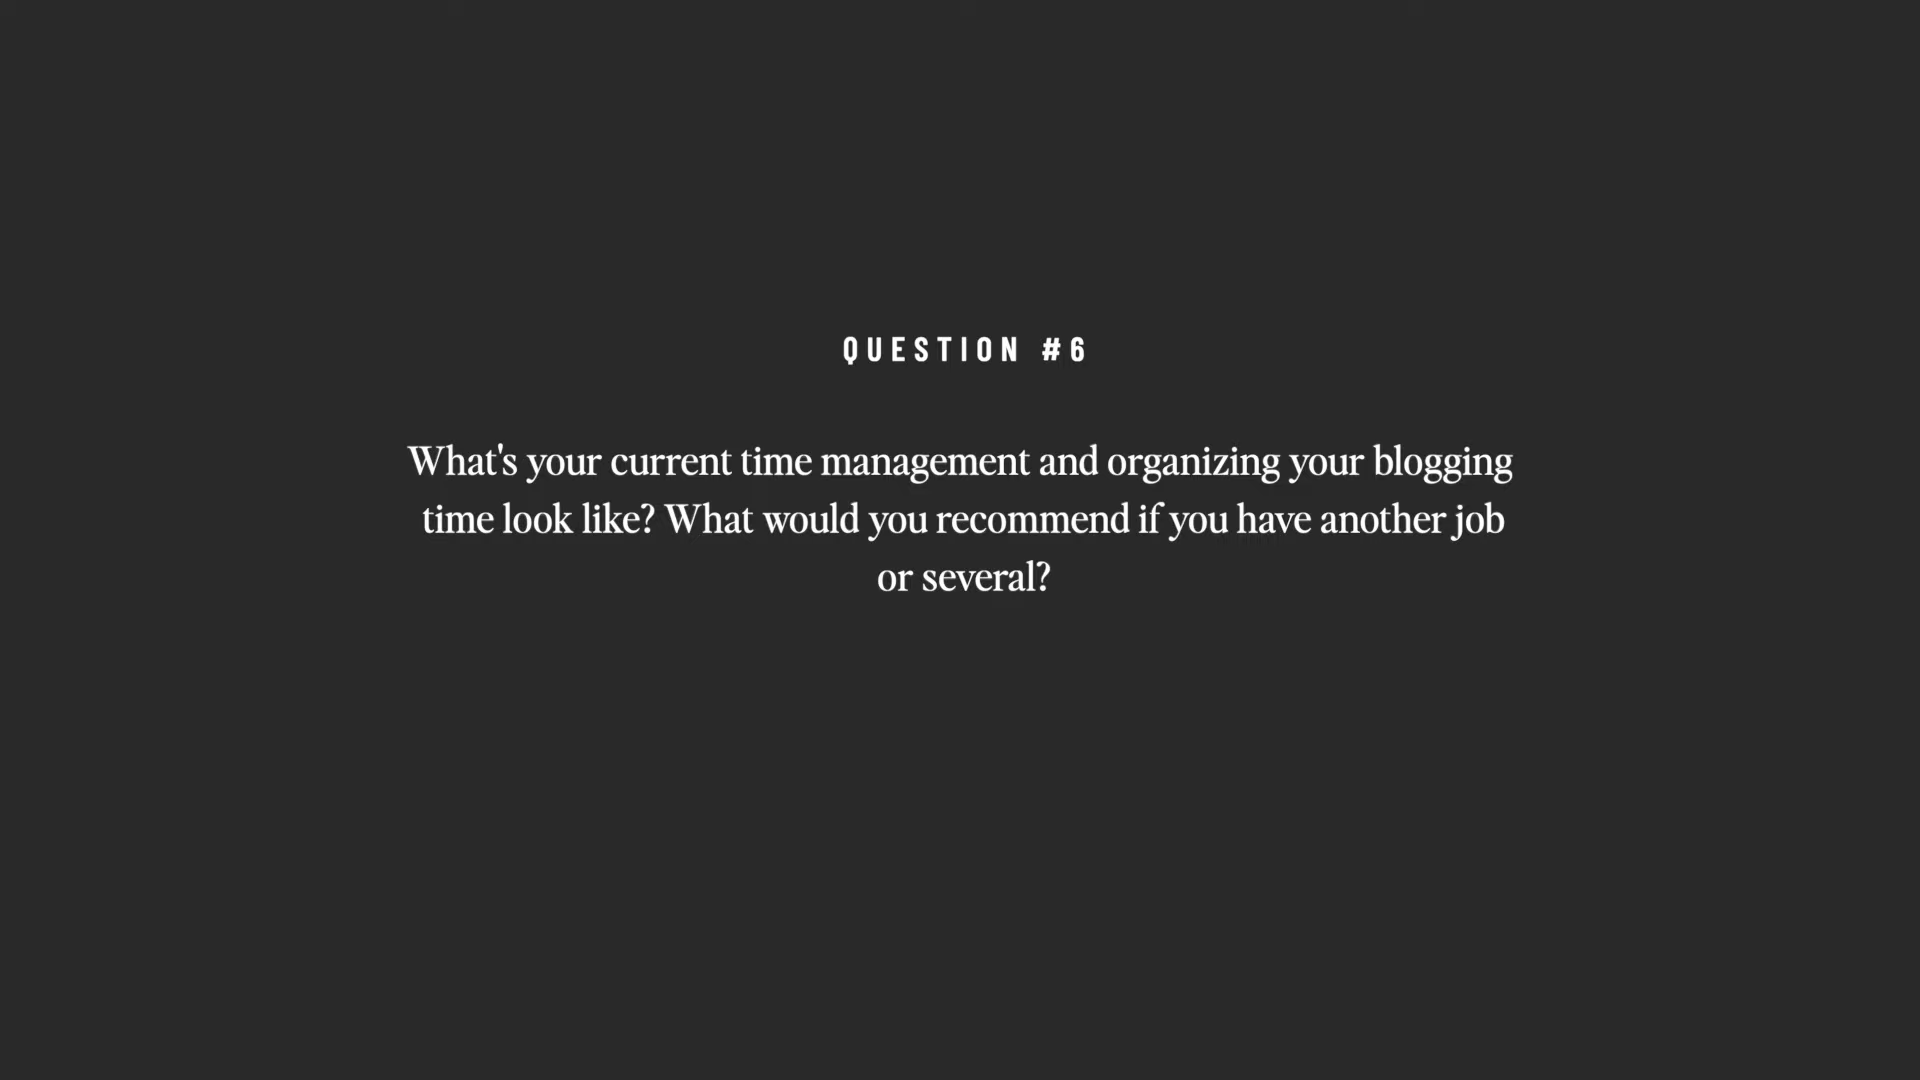 QUESTION #6
What's your current time management and organizing your blogging
time look like? What would you recommend if you have another job
or several?